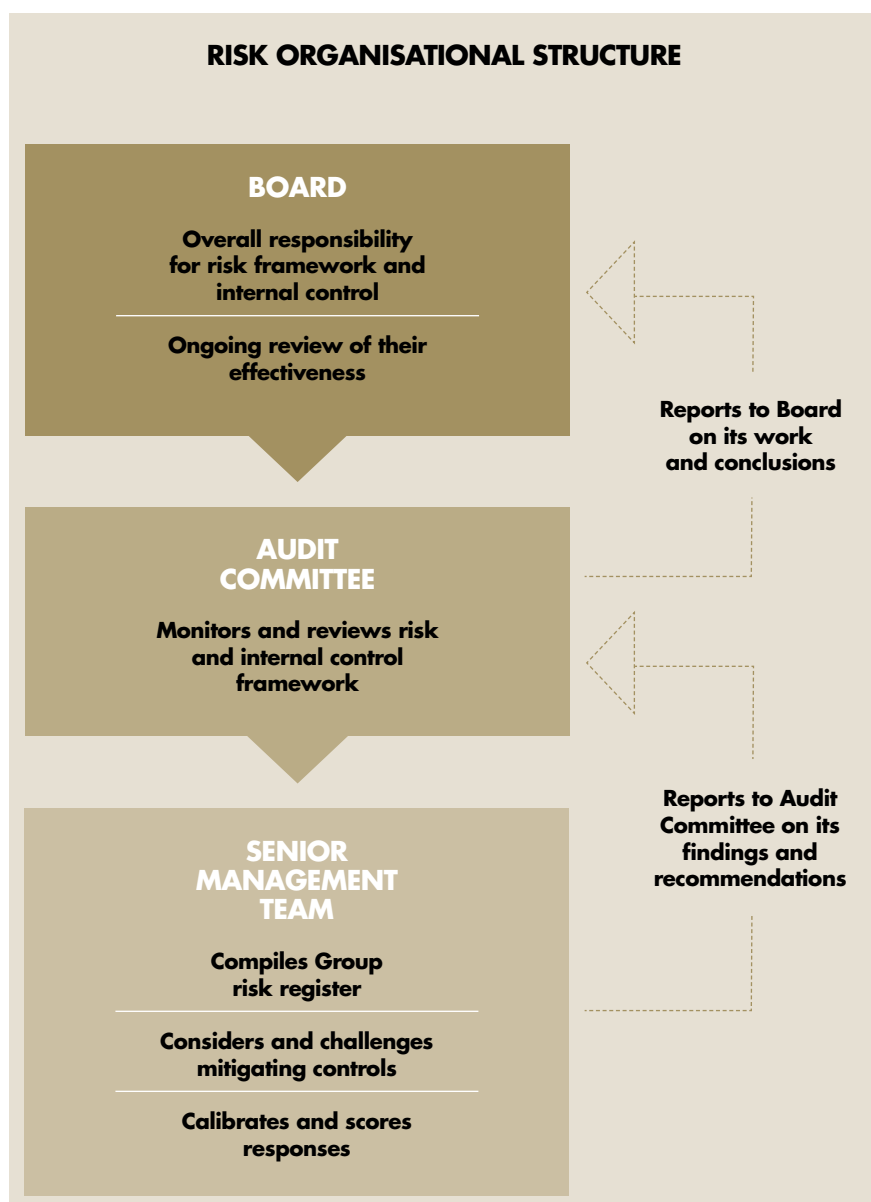 RISK ORGANISATIONAL STRUCTURE
BOARD
Overall responsibility
for risk framework and
internal control
Ongoing review of their
effectiveness
Reports to Board
on its work
and conclusions
AUDIT
COMMITTEE
Monitors and reviews risk
and internal control
framework
Reports to Audit
Committee on its
findings and
recommendations
SENIOR
MANAGEMENT
TEAM
Compiles Group
risk register
Considers and challenges
mitigating controls
Calibrates and scores
responses